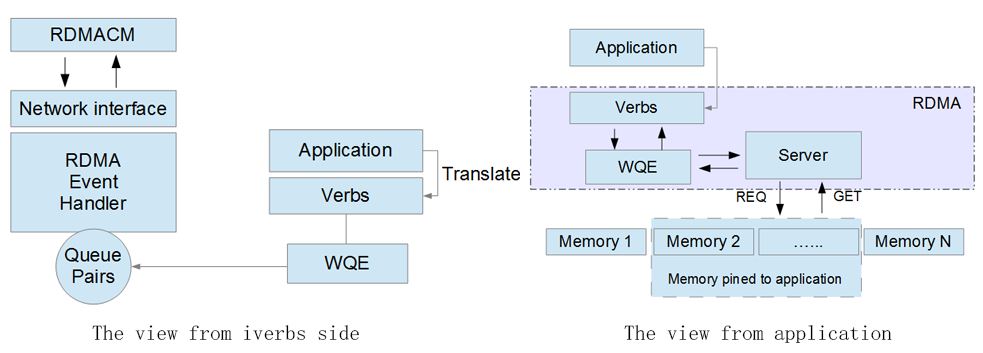 RDMACM
Network interface
RDMA
Event
Handler
Queue
Pairs
Application
Translate
Verbs
WQE
The view from iverbs side
Application
RDMA
Verbs
WQE
Server
REQ
GET
Memory 1
Memory 2
…...
Memory N
Memory pined to application
The view from application